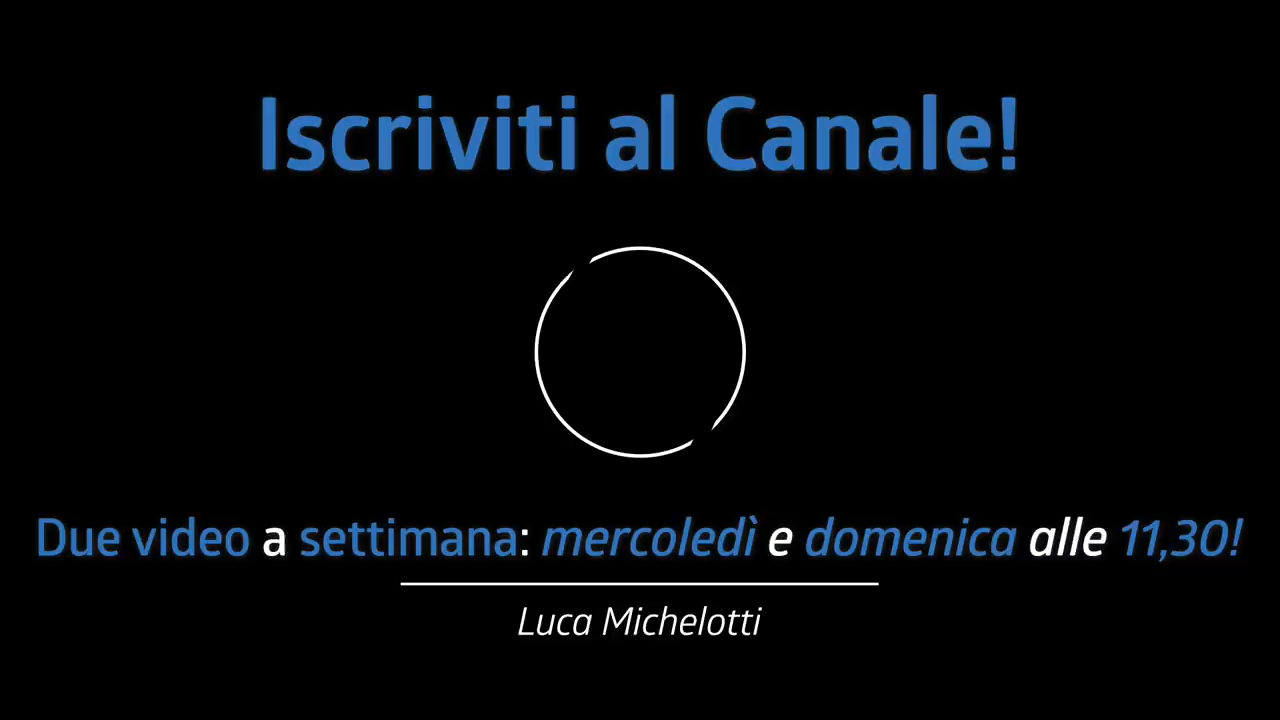 Iscriviti al Canale!
Due video a settimana: mercoledì e domenica alle 11,30!
Luca Michelotti